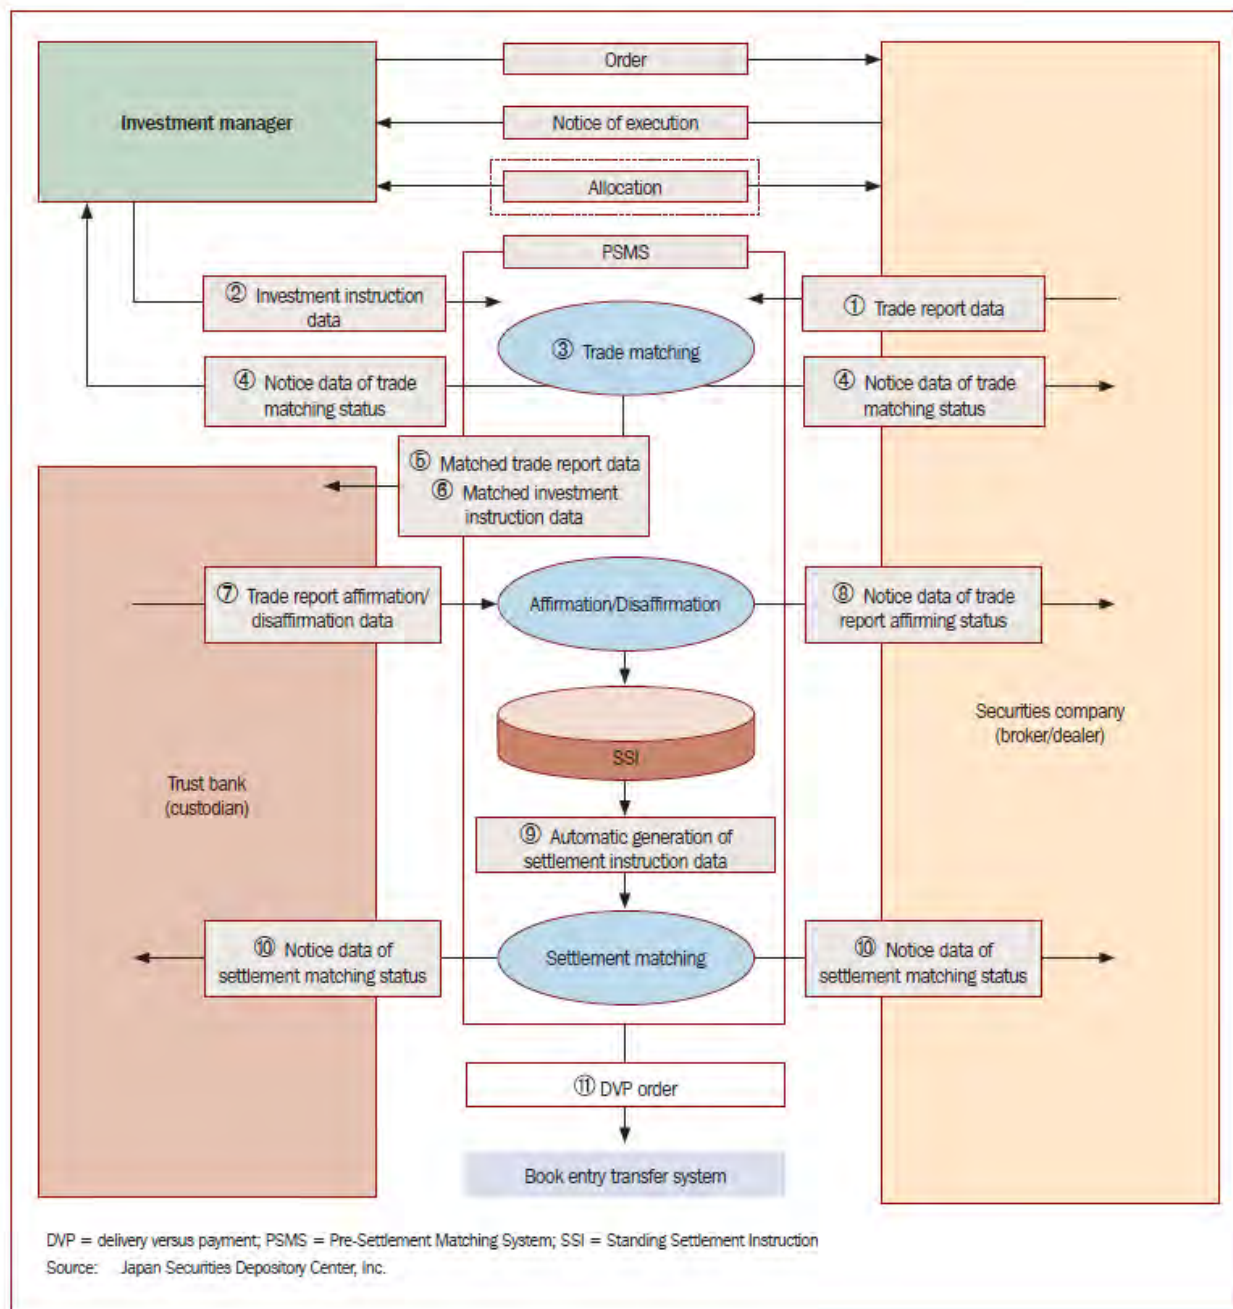 Order
Investment manager
Notice of execution
Allocation
PSMS
② Investment instruction
data
① Trade report data
③ Trade matching
④ Notice data of trade
matching status
④ Notice data of trade
matching status
⑤ Matched trade report data
⑥ Matched investment
instruction data
⑦ Trade report affirmation/
disaffirmation data
Affirmation/Disaffirmation
⑧ Notice data of trade
report affirming status
Securities company
(broker/dealer)
SSI
Trust bank
(custodian)
⑨ Automatic generation of
settlement instruction data
⑩ Notice data of
settlement matching status
Settlement matching
⑩ Notice data of
settlement matching status
⑪ DVP order
Book entry transfer system
DVP = delivery versus payment; PSMS = Pre-Settlement Matching System; SSI = Standing Settlement Instruction
Source: Japan Securities Depository Center, Inc.